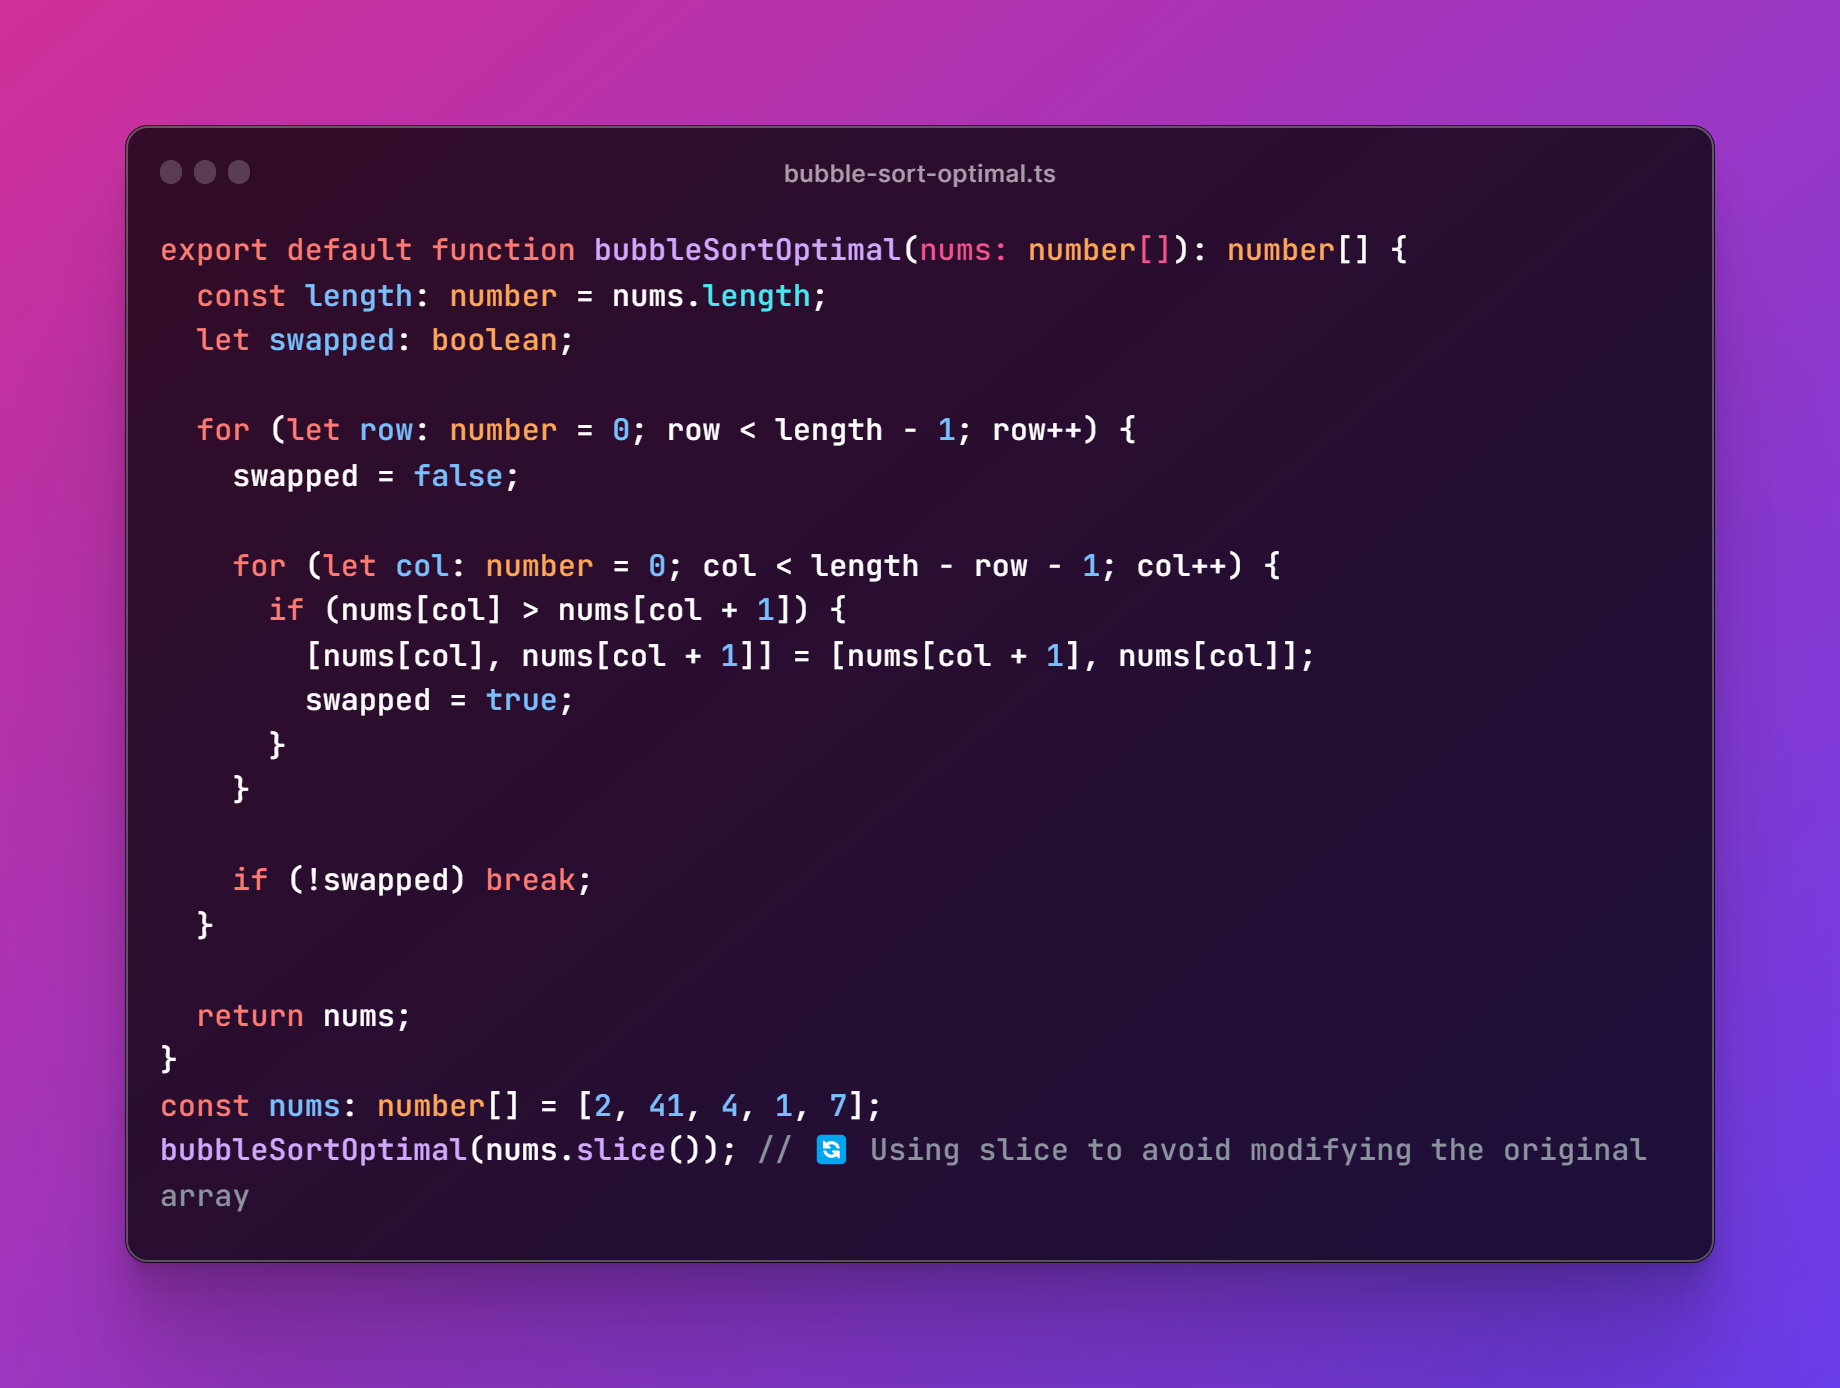 bubble-sort-optimal.ts
export default function bubbleSortOptimal(nums: number[]): number[] {
  const length: number = nums.length;
  let swapped: boolean;

  for (let row: number = 0; row < length - 1; row++) {
    swapped = false;

    for (let col: number = 0; col < length - row - 1; col++) {
      if (nums[col] > nums[col + 1]) {
        [nums[col], nums[col + 1]] = [nums[col + 1], nums[col]];
        swapped = true;
      }
    }

    if (!swapped) break;
  }

  return nums;
}
const nums: number[] = [2, 41, 4, 1, 7];
bubbleSortOptimal(nums.slice()); // 🔄 Using slice to avoid modifying the original
array